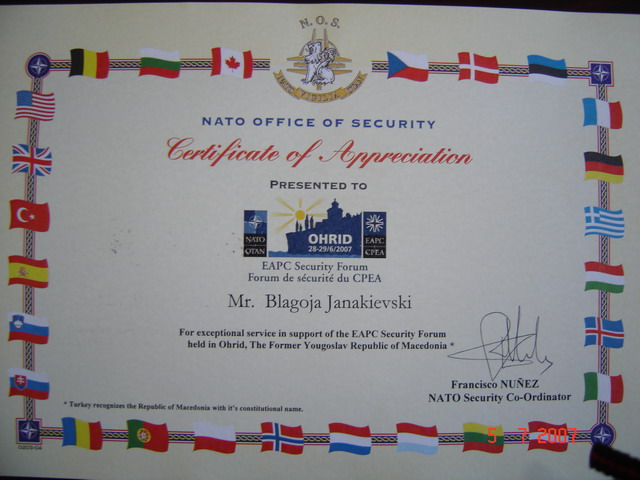 N. O. S.
NATO OFFICE OF SECURITY
Certificate of Appreciation
PRESENTED TO
NATO
OTAN
OHRID
28-29/6/2007
EAPC
CPEA
EAPC Security Forum
Forum de sécurité du CPEA
Mr. Blagoja Janakievski
For exceptional service in support of the EAPC Security Forum
held in Ohrid, The Former Yougoslav Republic of Macedonia *
Francisco NUÑEZ
NATO Security Co-Ordinator
* Turkey recognizes the Republic of Macedonia with it's constitutional name.
5 7 2007